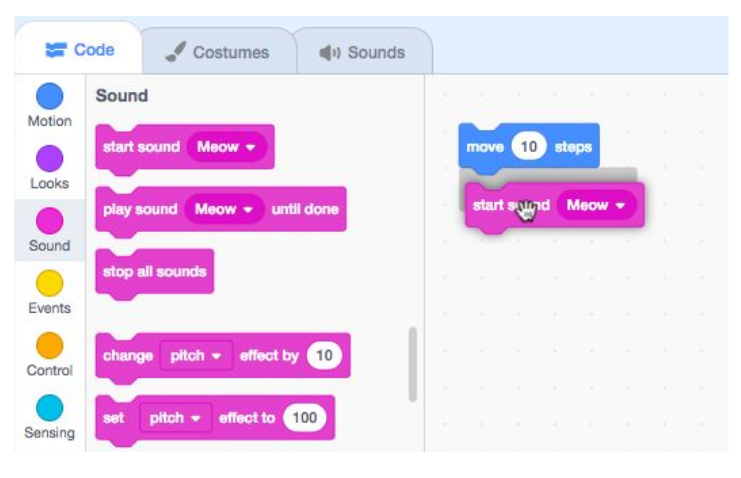 Code Costumes Sounds
Motion
Looks
Sound
Events
Control
Sensing
Sound
start sound Meow
play sound Meow until done
stop all sounds
change pitch effect by 10
set pitch effect to 100
move 10 steps
start sound Meow